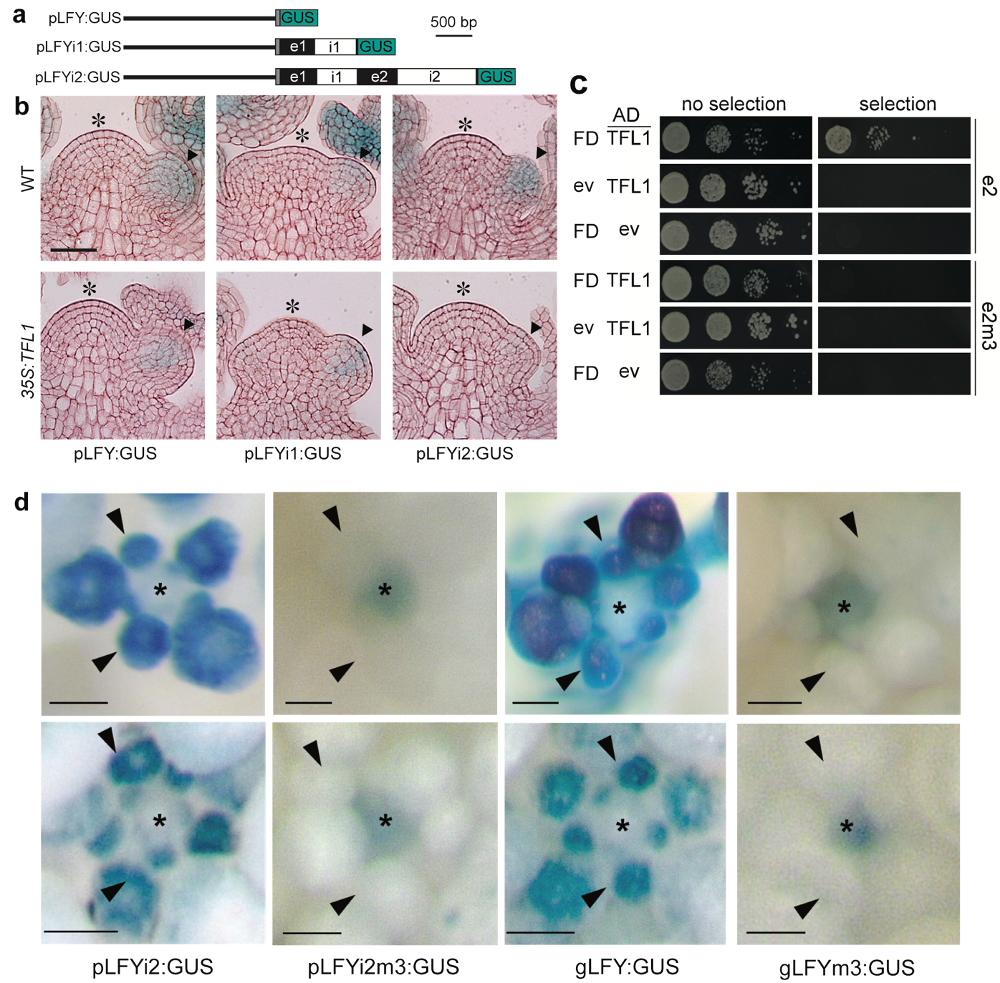 a
pLFY:GUS GUS
500 bp
pLFYi1:GUS e1 i1 GUS
pLFYi2:GUS e1 i1 e2 i2 GUS
b
WT
* * *
35S:TFL1
* * *
pLFY:GUS pLFYi1:GUS pLFYi2:GUS
c
no selection selection
AD
FD TFL1
ev TFL1
FD ev
e2
FD TFL1
ev TFL1
FD ev
e2m3
d
* * * *
* * * *
pLFYi2:GUS pLFYi2m3:GUS gLFY:GUS gLFYm3:GUS